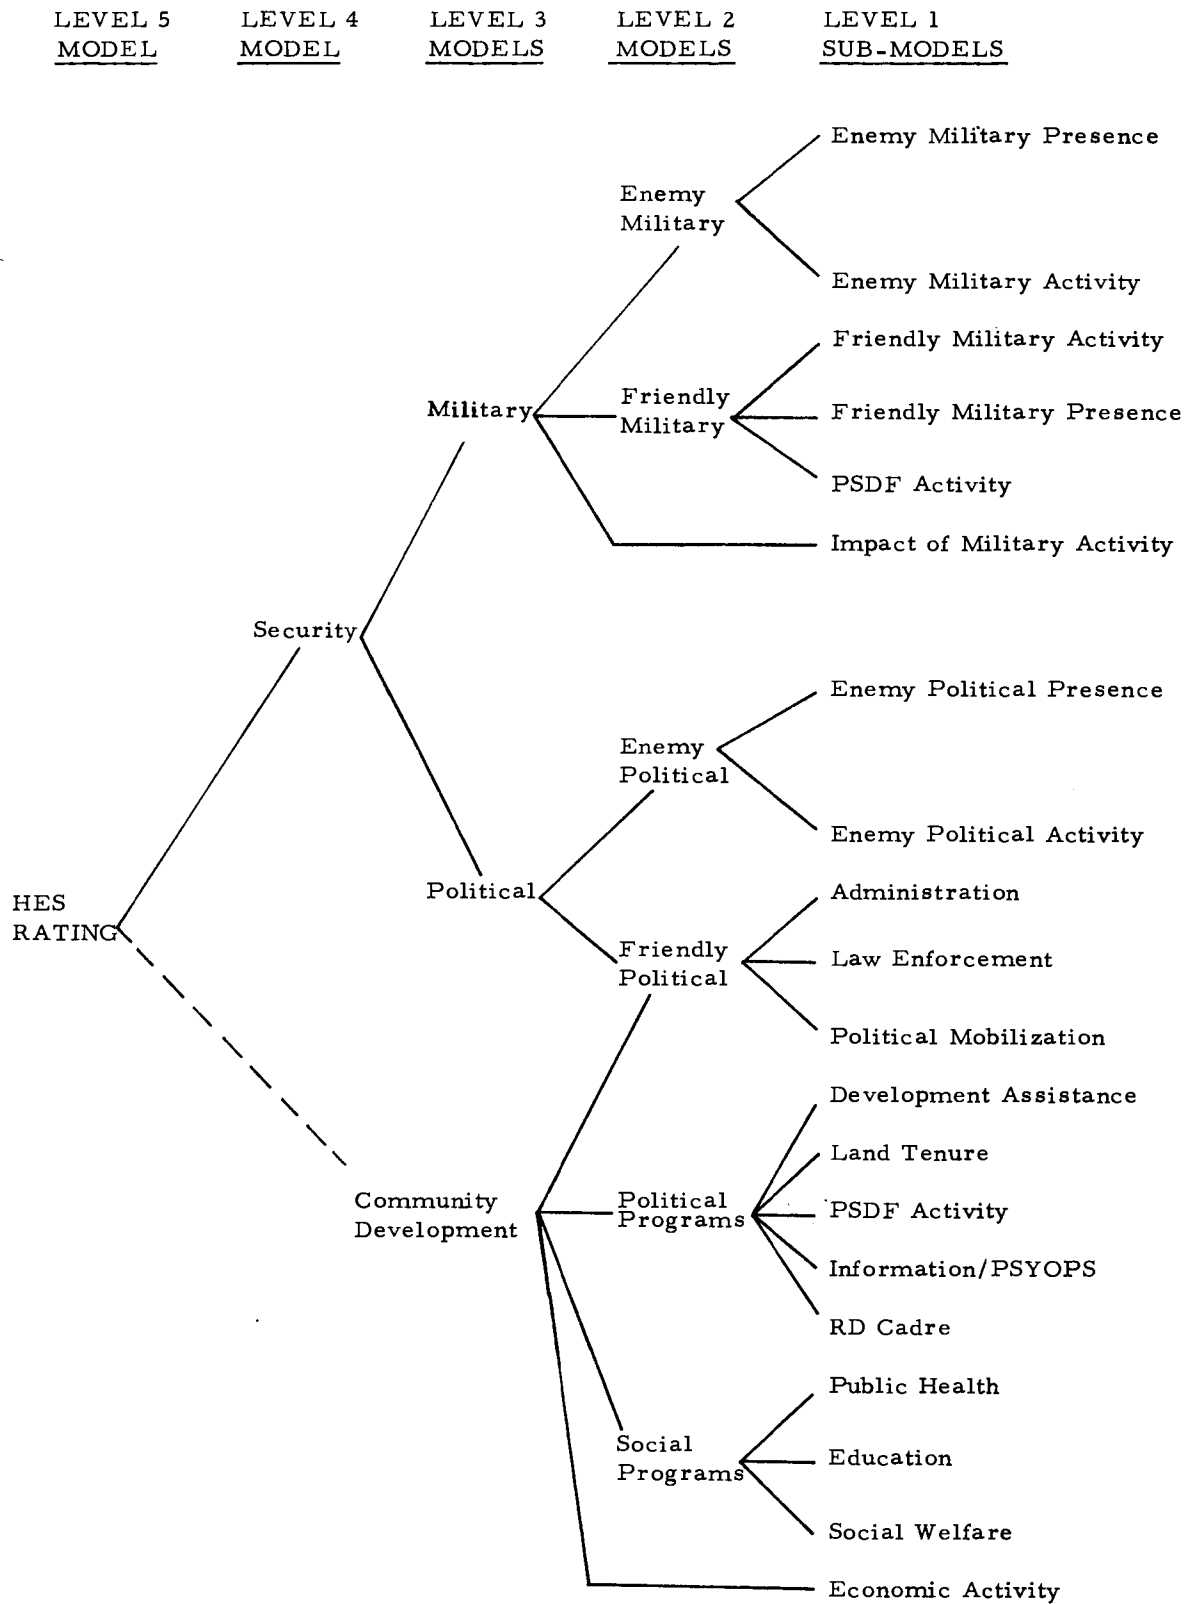 LEVEL 5
MODEL
LEVEL 4
MODEL
LEVEL 3
MODELS
LEVEL 2
MODELS
LEVEL 1
SUB-MODELS
Enemy Military Presence
Enemy
Military
Enemy Military Activity
Friendly Military Activity
Military
Friendly
Military
Friendly Military Presence
PSDF Activity
Impact of Military Activity
Security
Enemy Political Presence
Enemy
Political
Enemy Political Activity
HES
RATING
Political
Administration
Friendly
Political
Law Enforcement
Political Mobilization
Development Assistance
Land Tenure
Community
Development
Political
Programs
PSDF Activity
Information/PSYOPS
RD Cadre
Public Health
Social
Programs
Education
Social Welfare
Economic Activity